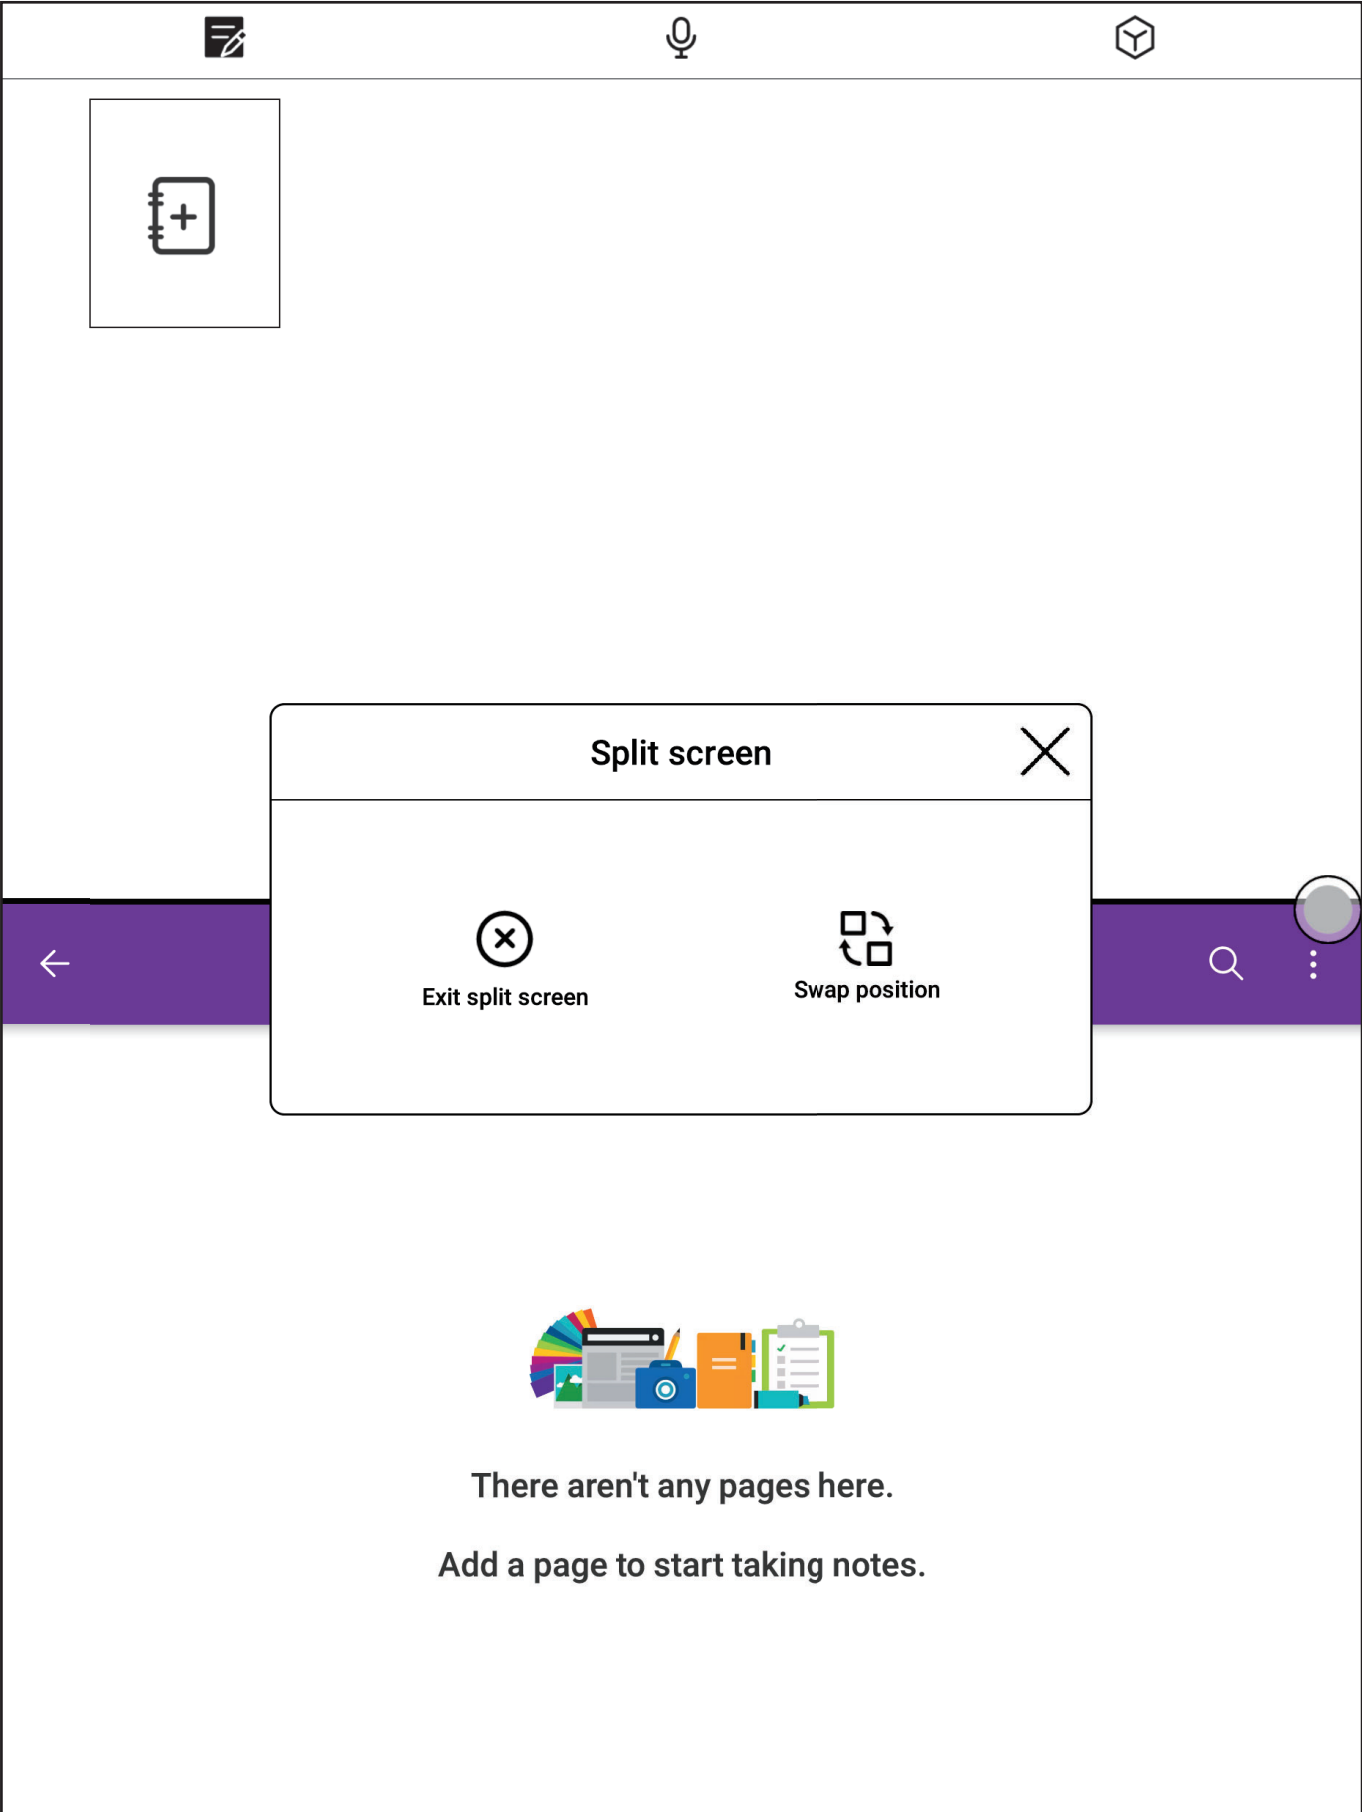 Split screen
Exit split screen
Swap position
There aren't any pages here.
Add a page to start taking notes.